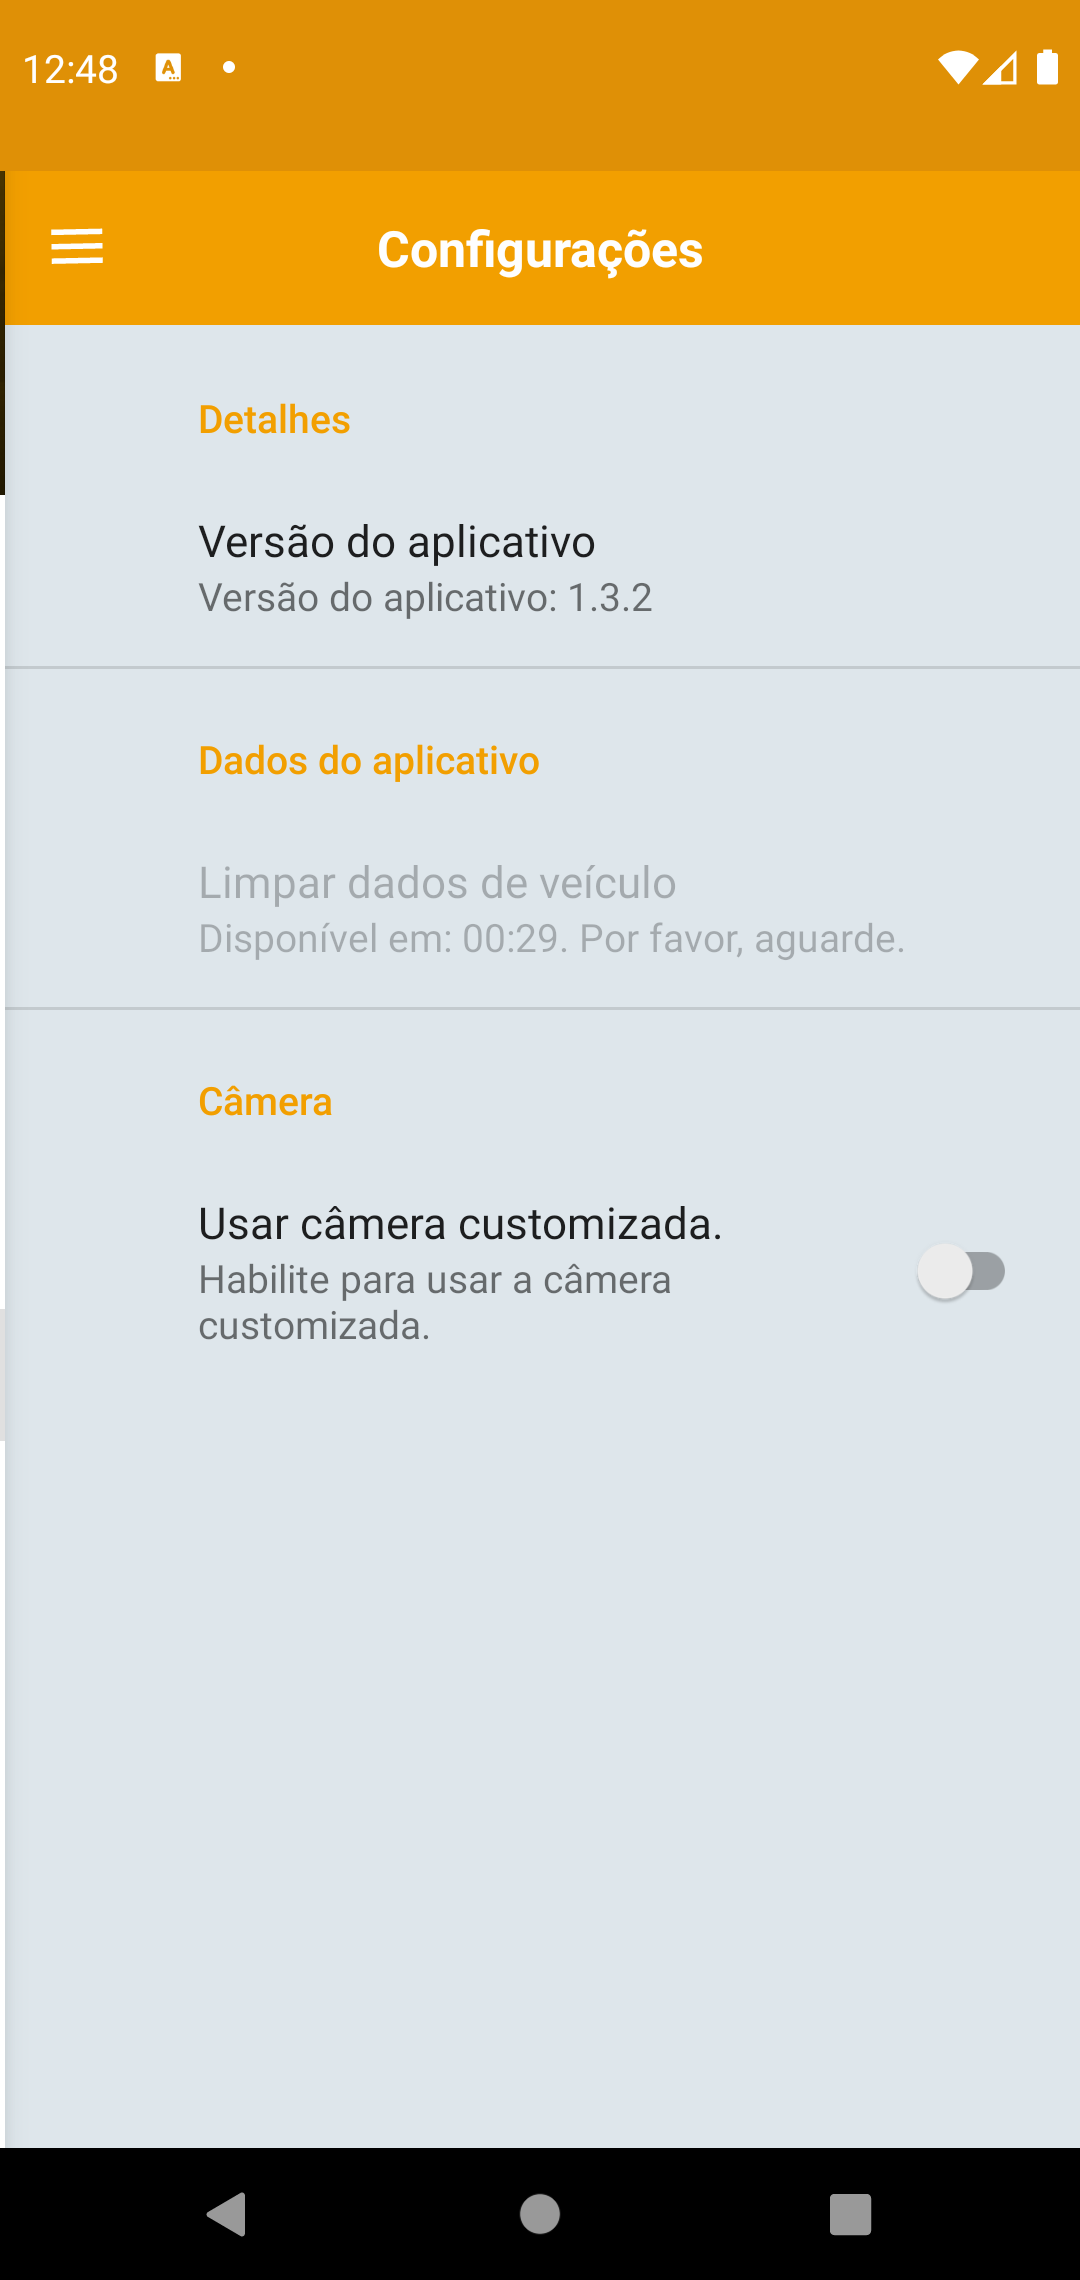 12:48
Configurações
Detalhes
Versão do aplicativo
Versão do aplicativo: 1.3.2
Dados do aplicativo
Limpar dados de veículo
Disponível em: 00:29. Por favor, aguarde.
Câmera
Usar câmera customizada.
Habilite para usar a câmera
customizada.